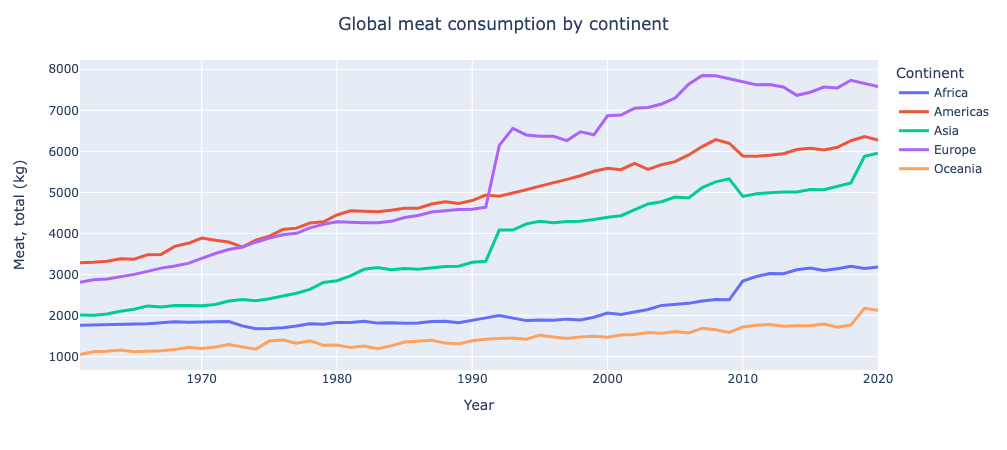 Global meat consumption by continent
Meat, total (kg)
8000
7000
6000
5000
4000
3000
2000
1000
1970
1980
1990
2000
2010
2020
Year
Continent
Africa
Americas
Asia
Europe
Oceania